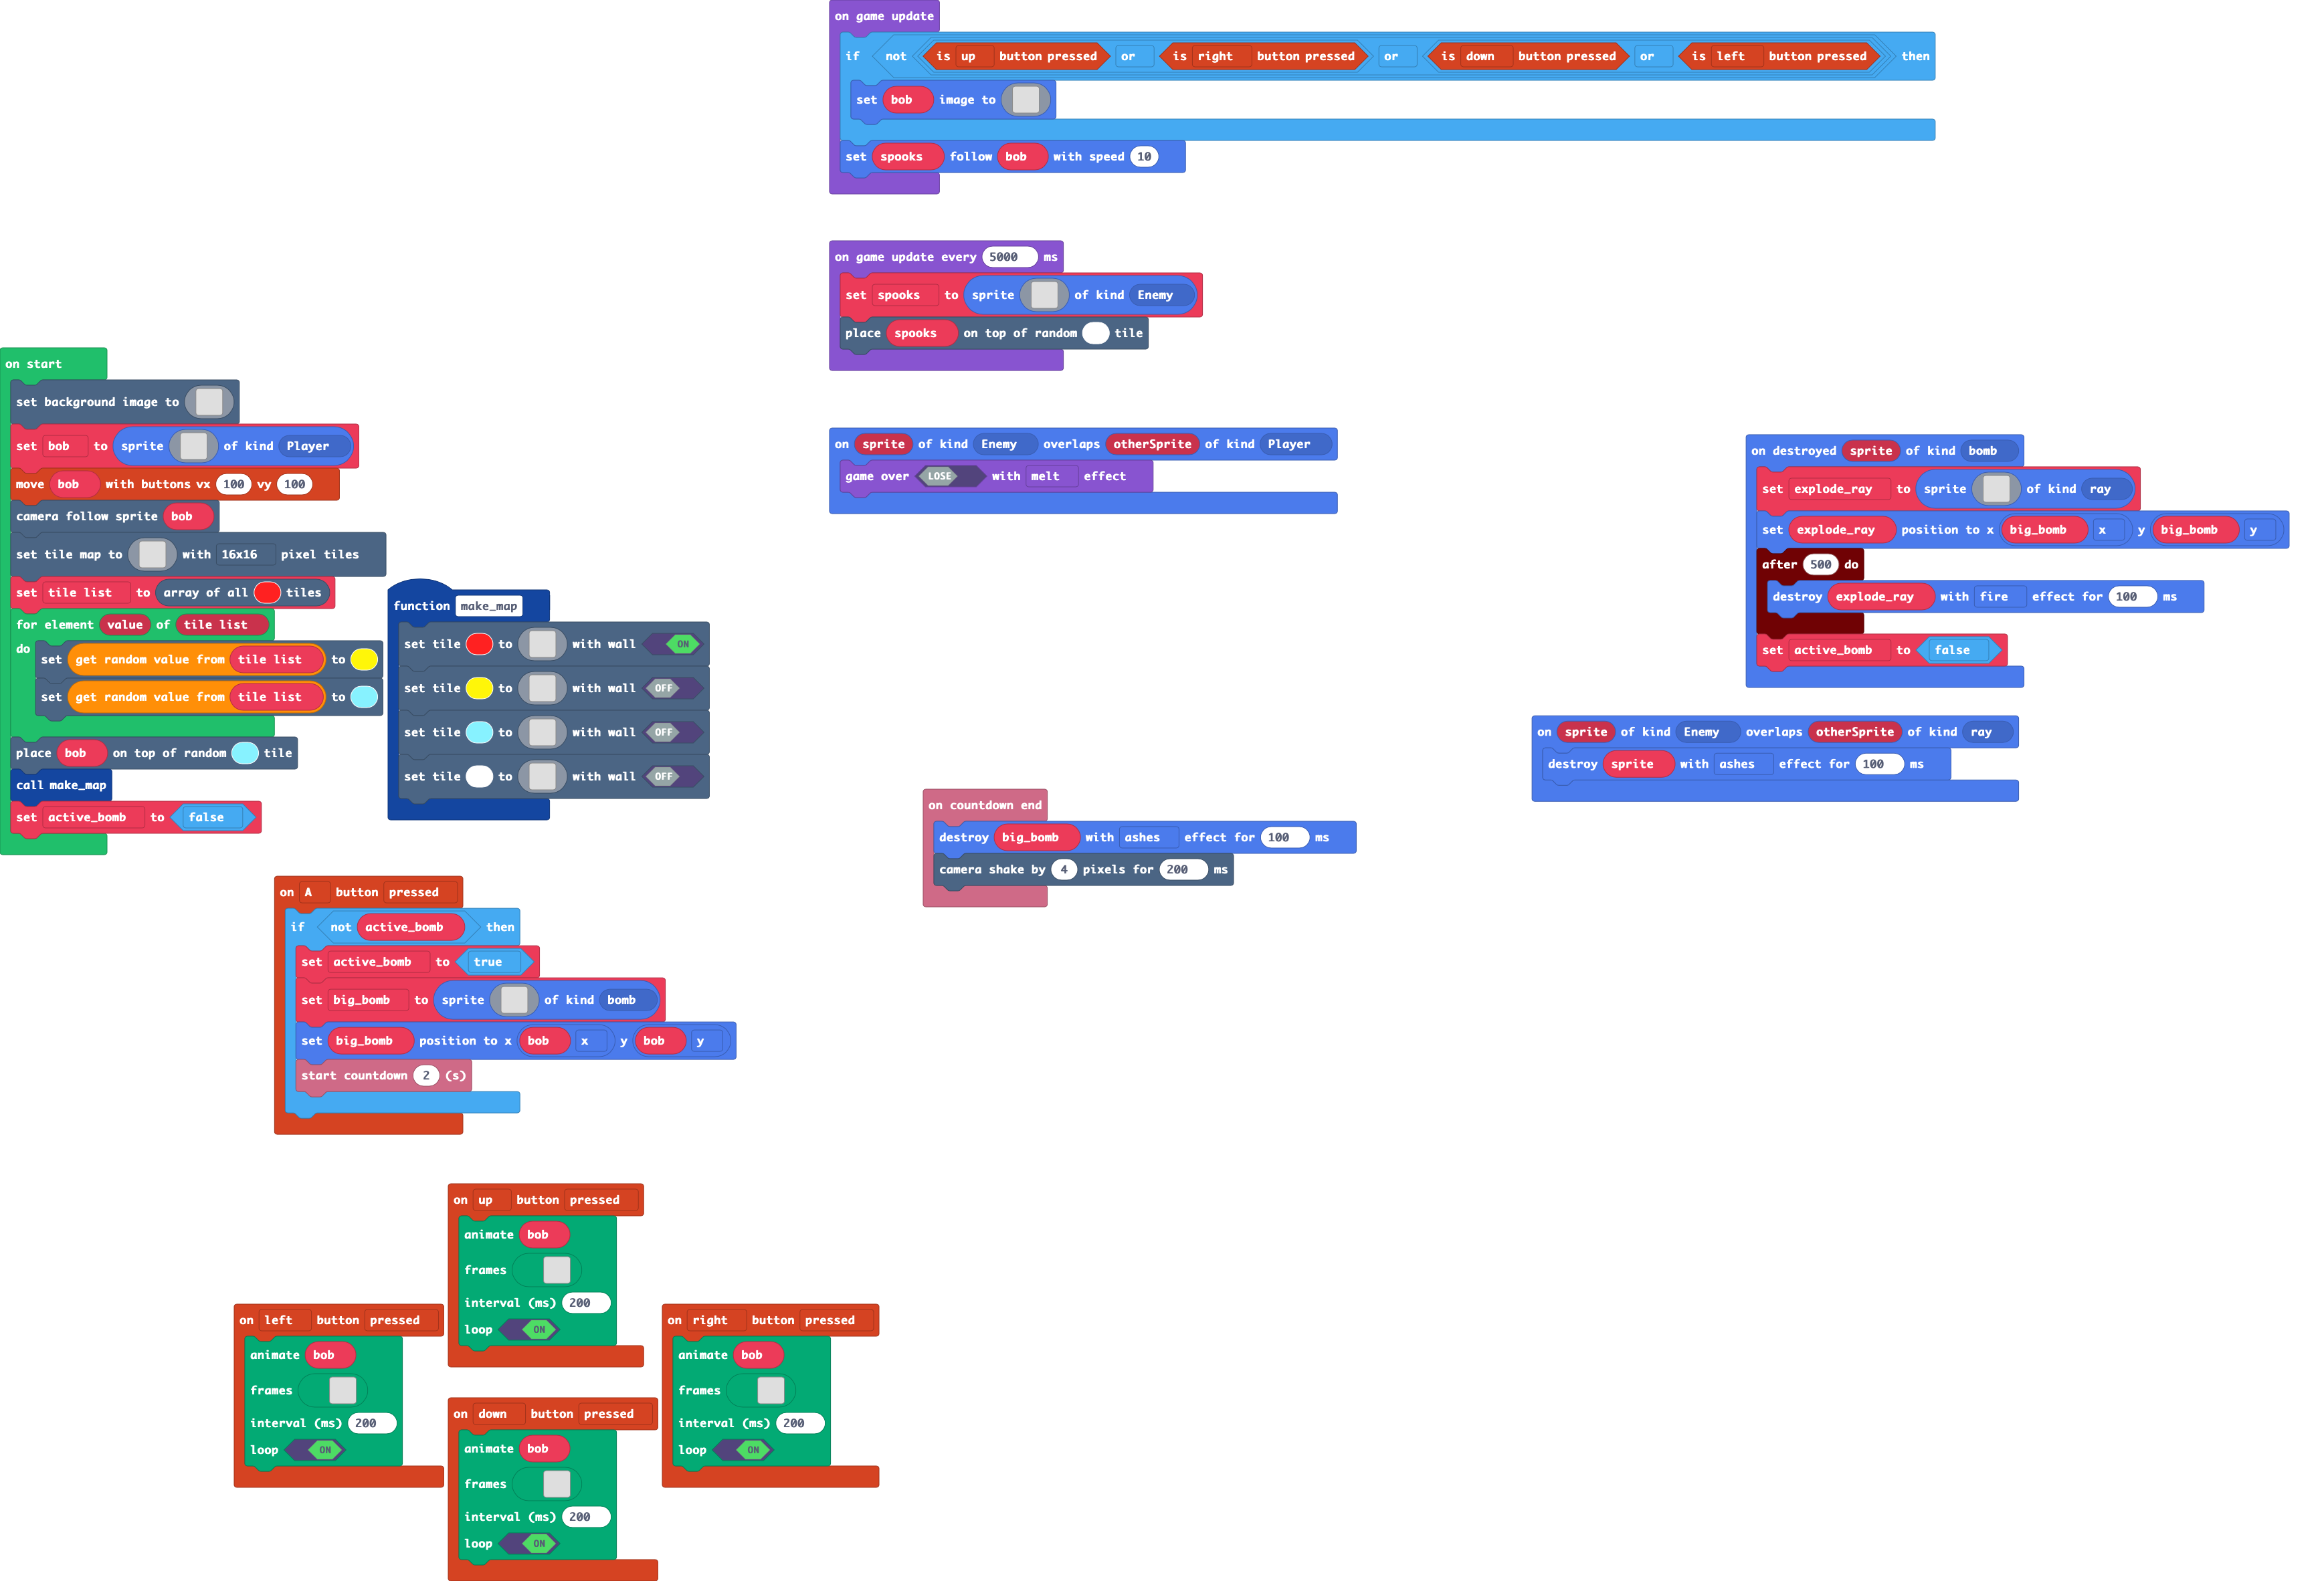 on game update
if not is up button pressed or is right button pressed or is down button pressed or is left button pressed then
set bob image to
set spooks follow bob with speed 10
on game update every 5000 ms
set spooks to sprite of kind Enemy
place spooks on top of random tile
on start
set background image to
set bob to sprite of kind Player
move bob with buttons vx 100 vy 100
camera follow sprite bob
set tile map to with 16x16 pixel tiles
set tile list to array of all tiles
for element value of tile list
do set get random value from tile list to
set get random value from tile list to
place bob on top of random tile
call make_map
set active_bomb to false
function make_map
set tile to with wall ON
set tile to with wall OFF
set tile to with wall OFF
set tile to with wall OFF
on sprite of kind Enemy overlaps otherSprite of kind Player
game over LOSE with melt effect
on destroyed sprite of kind bomb
set explode_ray to sprite of kind ray
set explode_ray position to x big_bomb x y big_bomb y
after 500 do
destroy explode_ray with fire effect for 100 ms
set active_bomb to false
on sprite of kind Enemy overlaps otherSprite of kind ray
destroy sprite with ashes effect for 100 ms
on countdown end
destroy big_bomb with ashes effect for 100 ms
camera shake by 4 pixels for 200 ms
on A button pressed
if not active_bomb then
set active_bomb to true
set big_bomb to sprite of kind bomb
set big_bomb position to x bob x y bob y
start countdown 2 (s)
on up button pressed
animate bob
frames
interval (ms) 200
loop ON
on left button pressed
animate bob
frames
interval (ms) 200
loop ON
on right button pressed
animate bob
frames
interval (ms) 200
loop ON
on down button pressed
animate bob
frames
interval (ms) 200
loop ON